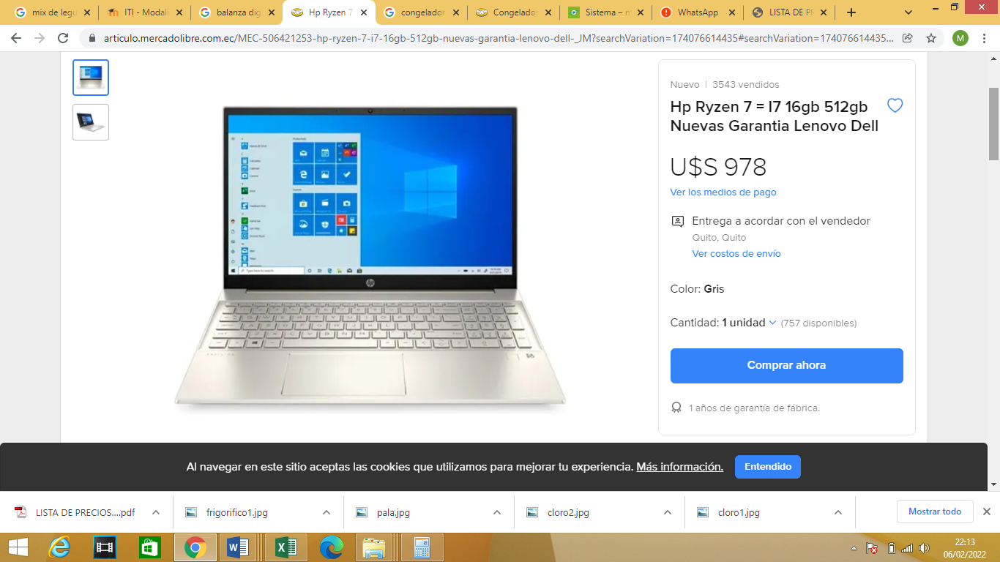 mix de legu
ITI - Modali
balanza dig
Hp Ryzen 7
congelador
Congelador
Sistema – m
WhatsApp
LISTA DE PR
articulo.mercadolibre.com.ec/MEC-506421253-hp-ryzen-7-i7-16gb-512gb-nuevas-garantia-lenovo-dell-_JM?searchVariation=174076614435#searchVariation=174076614435...
M
Nuevo | 3543 vendidos
Hp Ryzen 7 = I7 16gb 512gb
Nuevas Garantia Lenovo Dell
U$S 978
Ver los medios de pago
Entrega a acordar con el vendedor
Quito, Quito
Ver costos de envío
Color: Gris
Cantidad: 1 unidad (757 disponibles)
Comprar ahora
1 años de garantía de fábrica.
Type here to search
hp
Al navegar en este sitio aceptas las cookies que utilizamos para mejorar tu experiencia. Más información.
Entendido
LISTA DE PRECIOS....pdf
frigorifico1.jpg
pala.jpg
cloro2.jpg
cloro1.jpg
Mostrar todo
22:13
06/02/2022